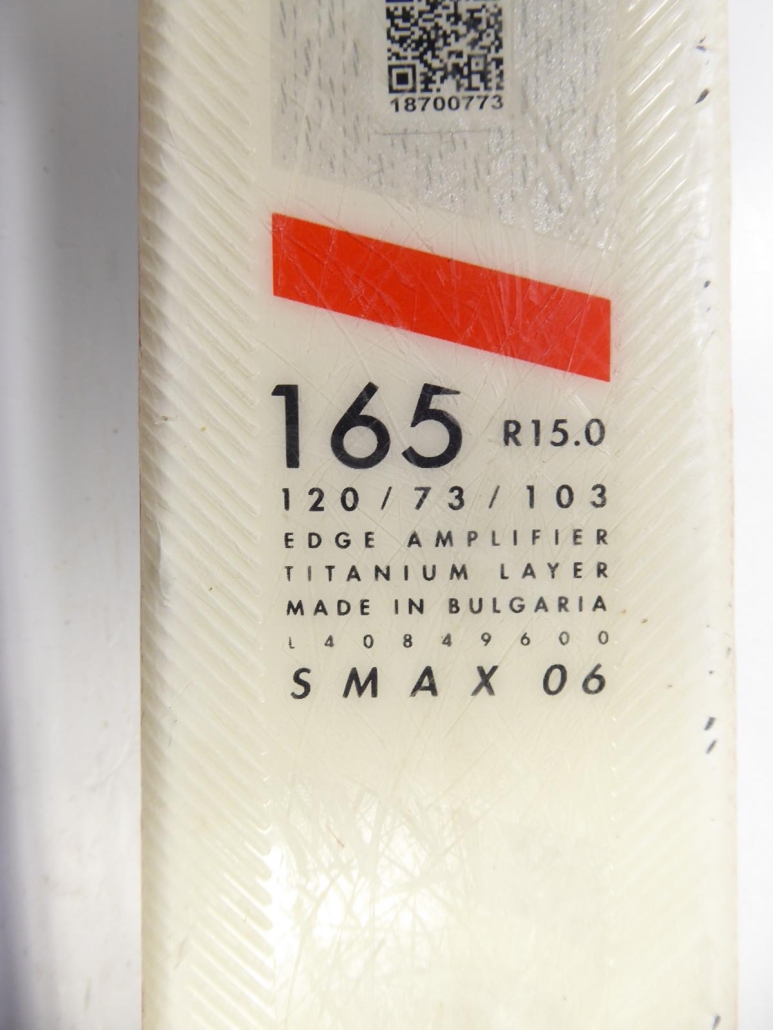 18700773
165 R15.0
120/73/103
EDGE AMPLIFIER
TITANIUM LAYER
MADE IN BULGARIA
L40849600
SMAX 06